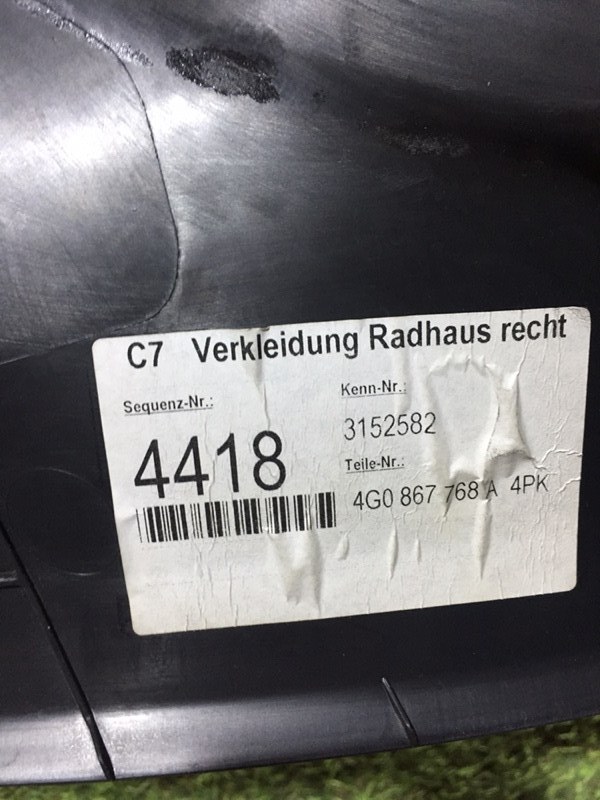 C7 Verkleidung Radhaus recht
Sequenz-Nr.:
4418
Kenn-Nr.:
3152582
Teile-Nr.:
4G0 867 768 A 4PK